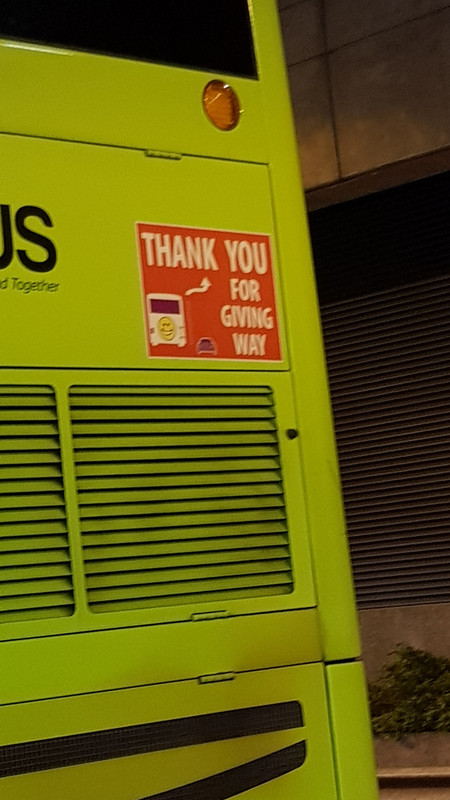 US
d Together
THANK YOU
FOR
GIVING
WAY